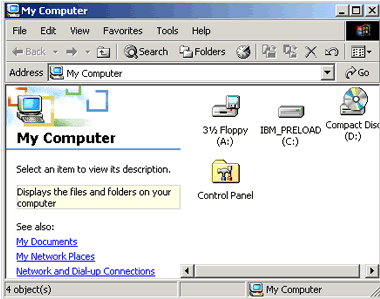 My Computer
File Edit View Favorites Tools Help
Back Search Folders
Address My Computer Go
My Computer
Select an item to view its description.
Displays the files and folders on your
computer
See also:
My Documents
My Network Places
Network and Dial-up Connections
3½ Floppy
(A:)
IBM_PRELOAD
(C:)
Compact Disc
(D:)
Control Panel
4 object(s) My Computer